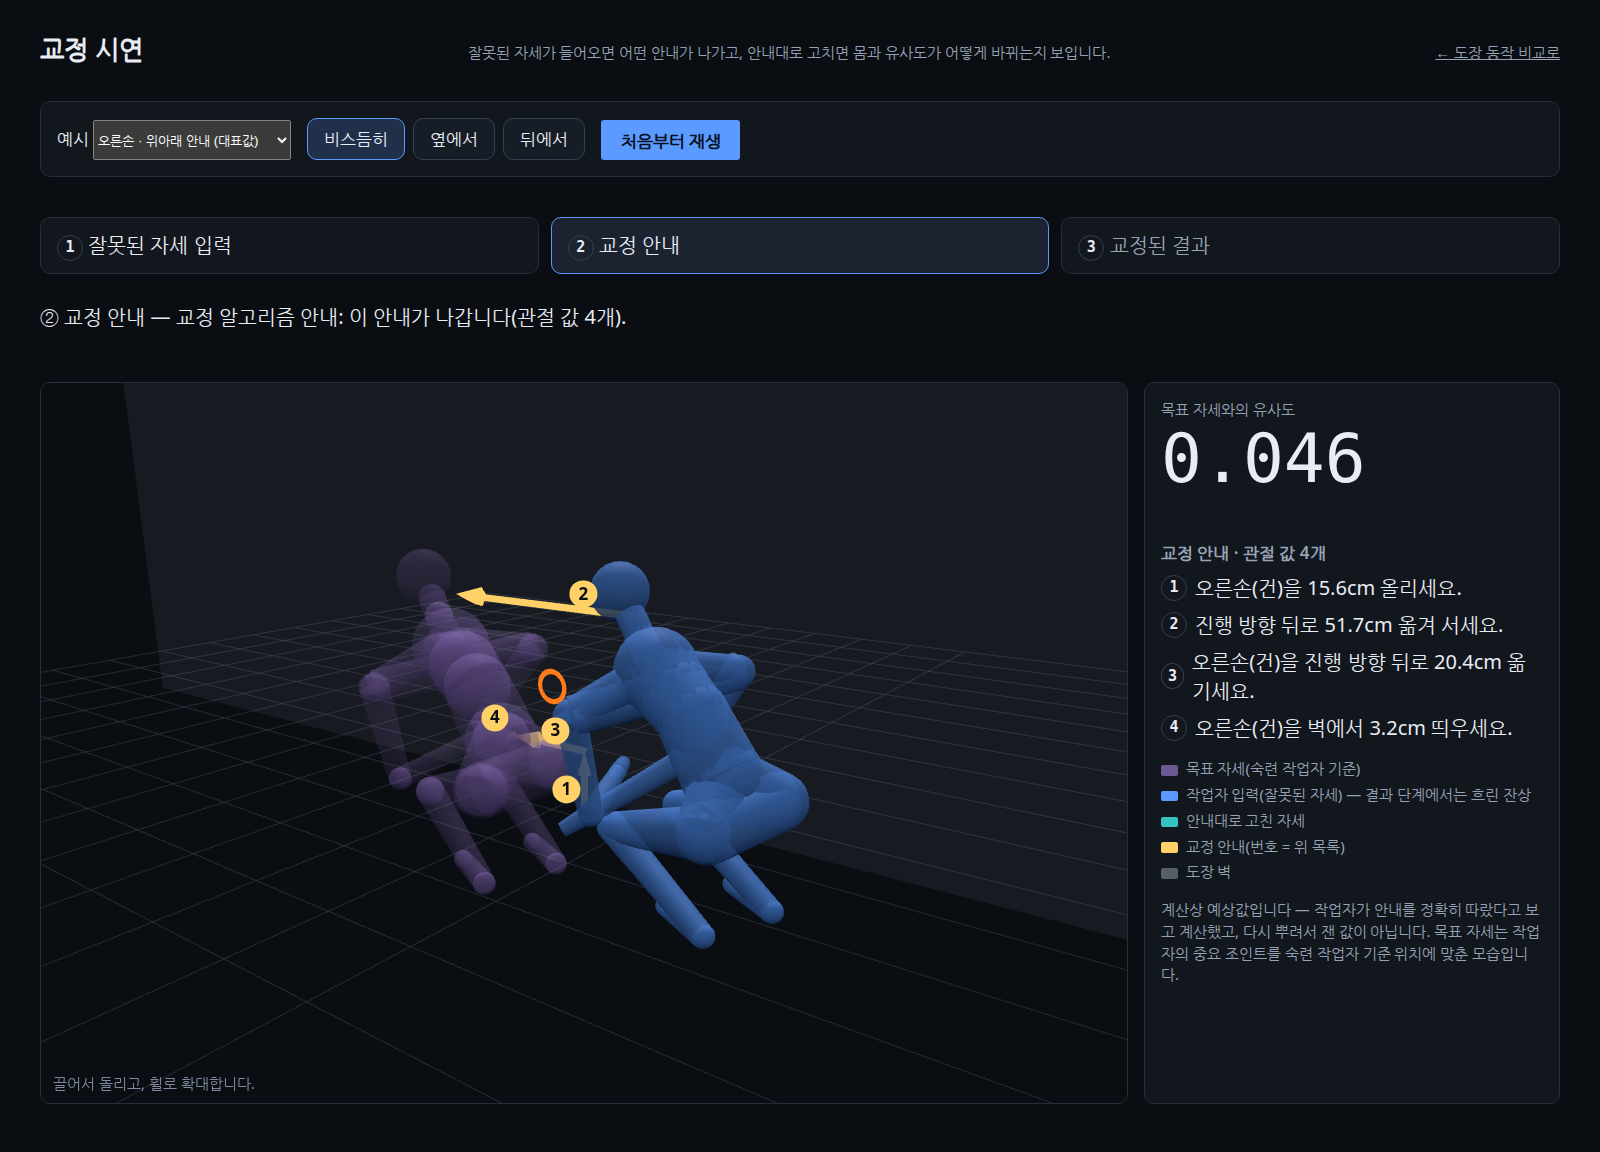 교정 시연
잘못된 자세가 들어오면 어떤 안내가 나가고, 안내대로 고치면 몸과 유사도가 어떻게 바뀌는지 보입니다.
← 도장 동작 비교로
예시 오른손 · 위아래 안내 (대표값) 비스듬히 옆에서 뒤에서 처음부터 재생
1 잘못된 자세 입력
2 교정 안내
3 교정된 결과
② 교정 안내 — 교정 알고리즘 안내: 이 안내가 나갑니다(관절 값 4개).
2
4
3
1
끌어서 돌리고, 휠로 확대합니다.
목표 자세와의 유사도
0.046
교정 안내 · 관절 값 4개
1 오른손(건)을 15.6cm 올리세요.
2 진행 방향 뒤로 51.7cm 옮겨 서세요.
3 오른손(건)을 진행 방향 뒤로 20.4cm 옮
기세요.
4 오른손(건)을 벽에서 3.2cm 띄우세요.
목표 자세(숙련 작업자 기준)
작업자 입력(잘못된 자세) — 결과 단계에서는 흐린 잔상
안내대로 고친 자세
교정 안내(번호 = 위 목록)
도장 벽
계산상 예상값입니다 — 작업자가 안내를 정확히 따랐다고 보
고 계산했고, 다시 뿌려서 잰 값이 아닙니다. 목표 자세는 작업
자의 중요 조인트를 숙련 작업자 기준 위치에 맞춘 모습입니
다.